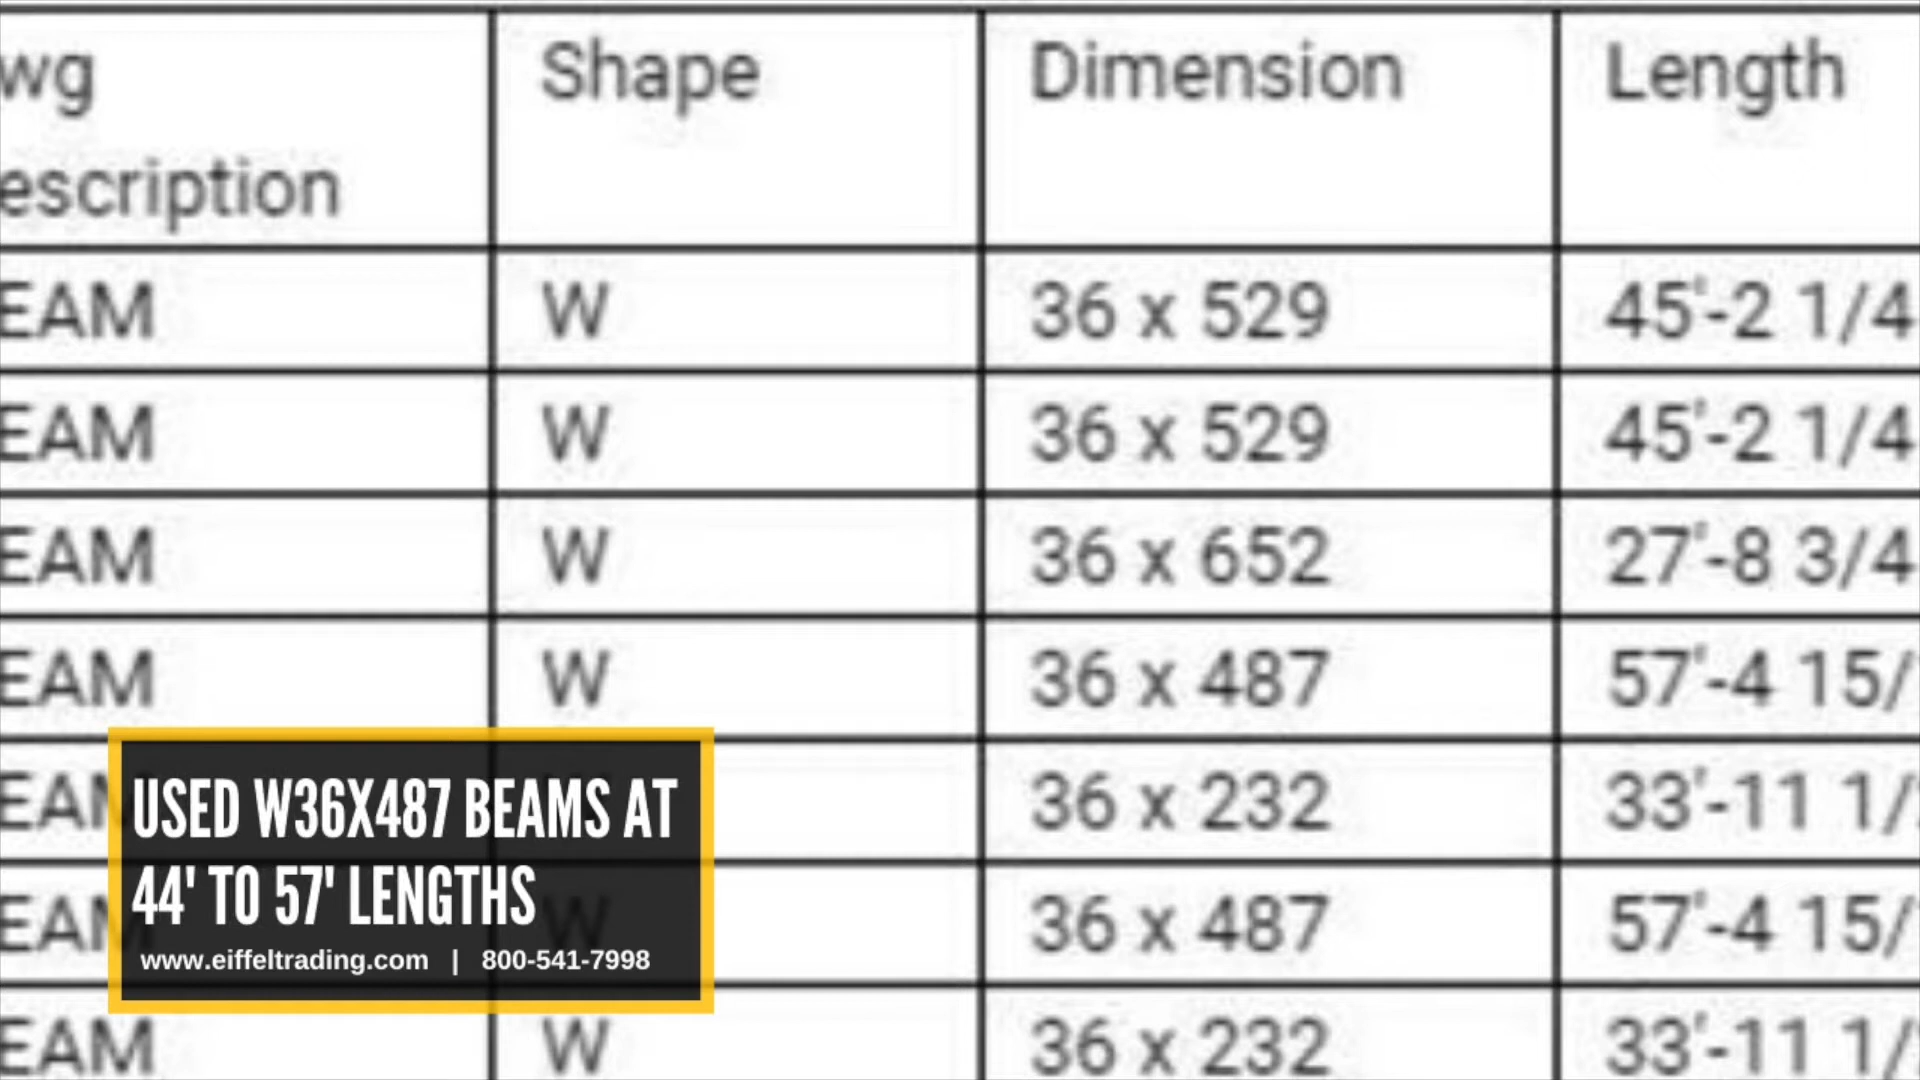 wg Shape Dimension Length
escription
EAM W 36 x 529 45'-2 1/4
EAM W 36 x 529 45'-2 1/4
EAM W 36 x 652 27'-8 3/4
EAM W 36 x 487 57'-4 15/
EAM W 36 x 232 33'-11 1/
EAM W 36 x 487 57'-4 15/
EAM W 36 x 232 33'-11 1/
USED W36X487 BEAMS AT
44' TO 57' LENGTHS
www.eiffeltrading.com | 800-541-7998